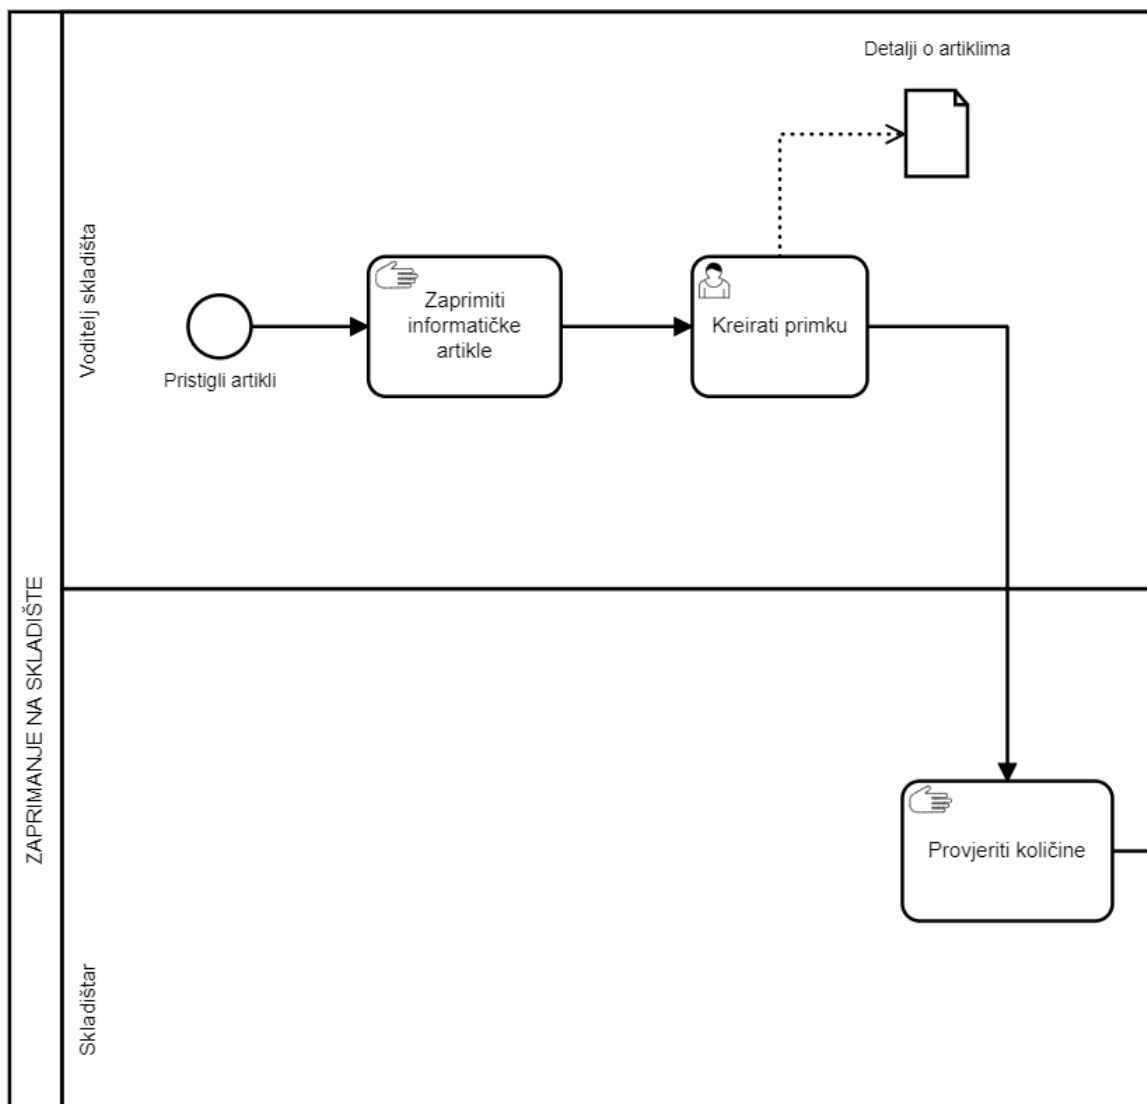 ZAPRIMANJE NA SKLADIŠTE
Voditelj skladišta
Detalji o artiklima
Pristigli artikli
Zaprimiti
informatičke
artikle
Kreirati primku
Skladištar
Provjeriti količine